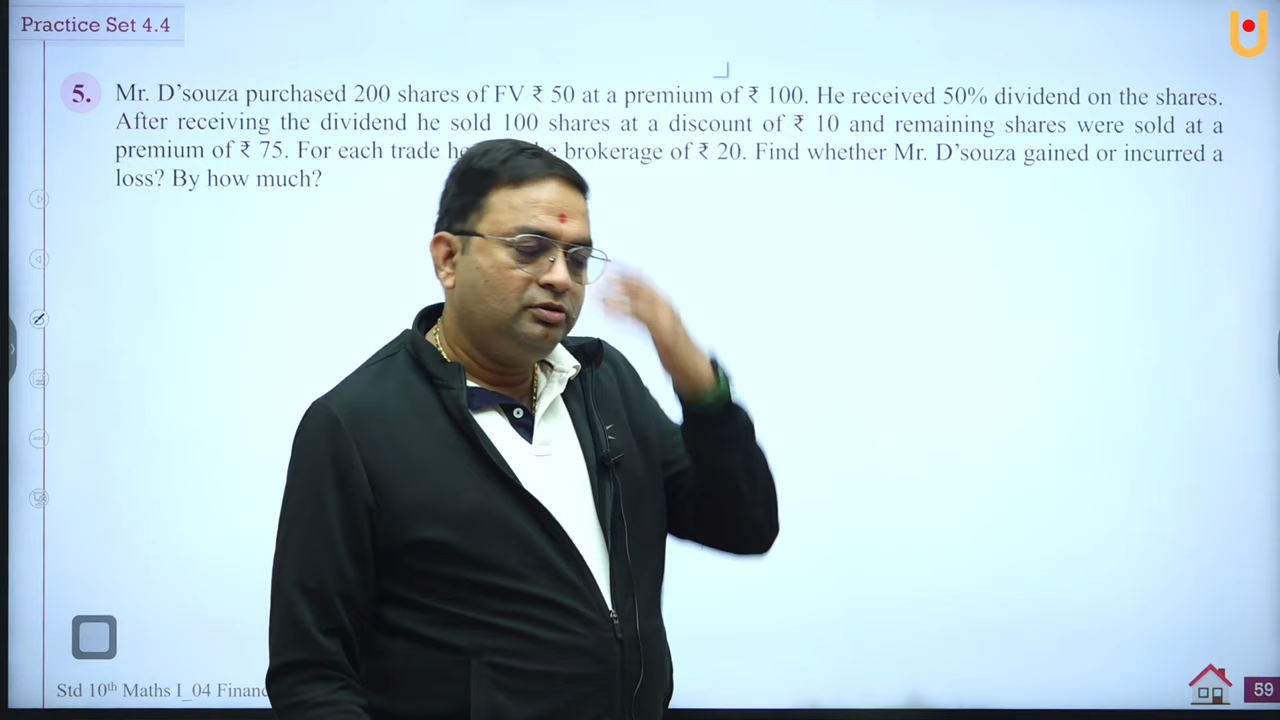 Practice Set 4.4
5. Mr. D’souza purchased 200 shares of FV ₹ 50 at a premium of ₹ 100. He received 50% dividend on the shares.
After receiving the dividend he sold 100 shares at a discount of ₹ 10 and remaining shares were sold at a
premium of ₹ 75. For each trade he brokerage of ₹ 20. Find whether Mr. D’souza gained or incurred a
loss? By how much?
Std 10th Maths I_04
59